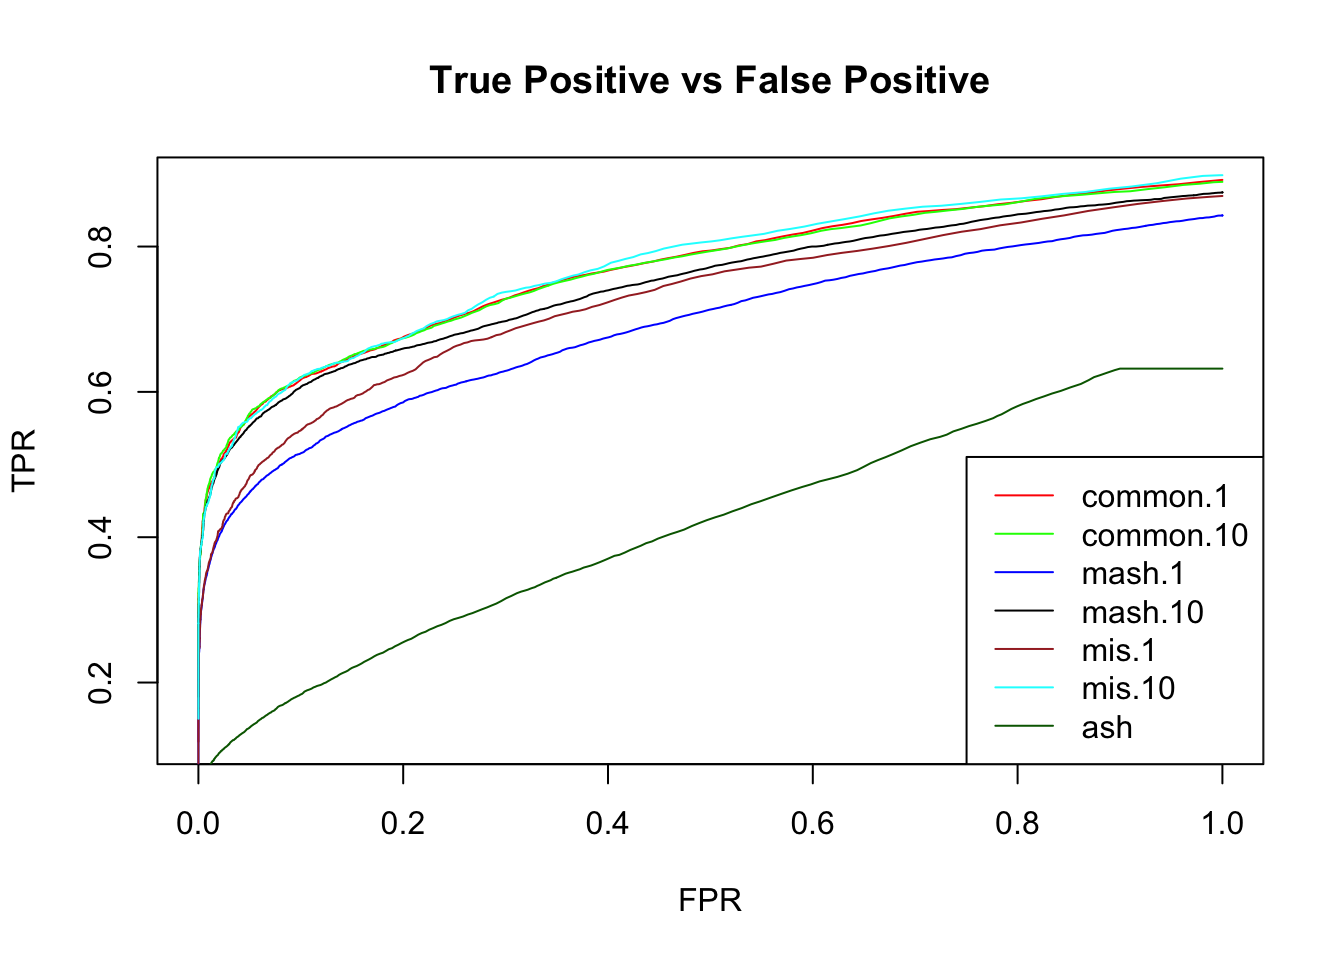 True Positive vs False Positive
TPR
0.8
0.6
0.4
0.2
common.1
common.10
mash.1
mash.10
mis.1
mis.10
ash
0.0 0.2 0.4 0.6 0.8 1.0
FPR